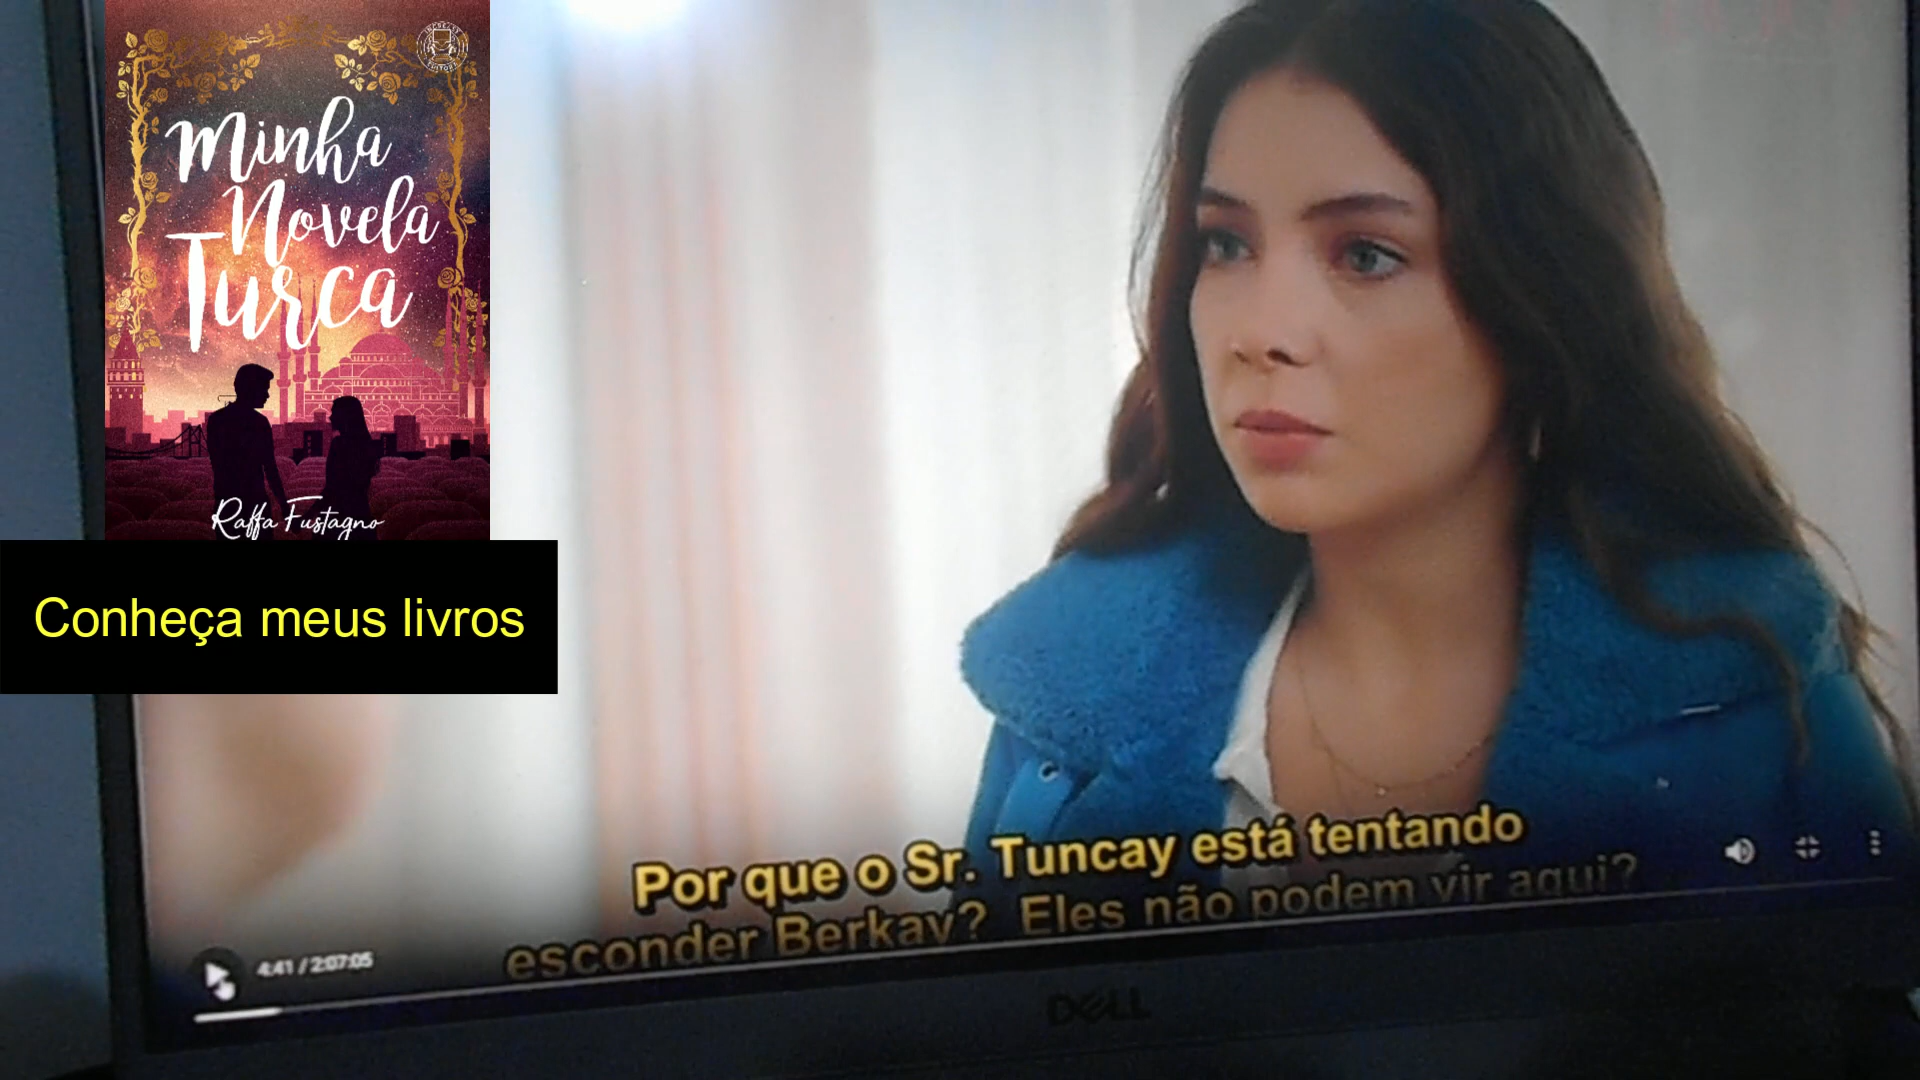 Minha
Novela
Turca
Raffa Fustagno
Conheça meus livros
Por que o Sr. Tuncay está tentando
esconder Berkay? Eles não podem vir aqui?
4:41 / 2:07:05
DELL